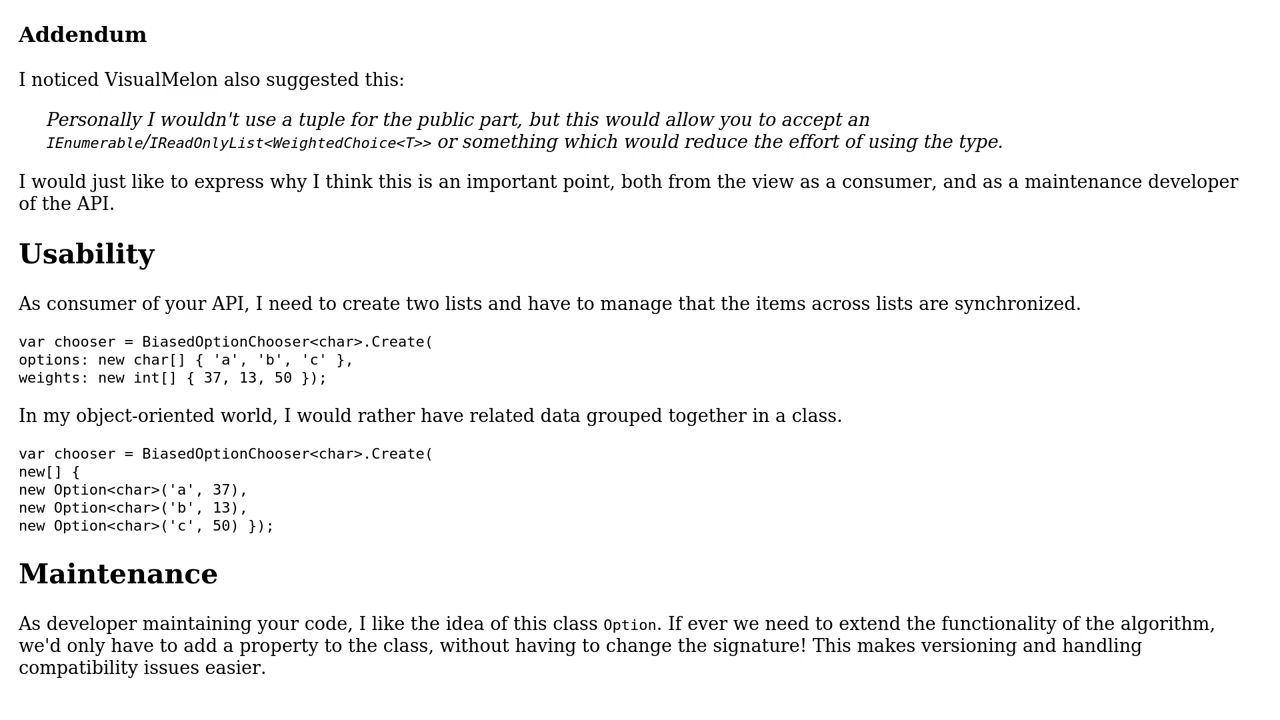 Addendum
I noticed VisualMelon also suggested this:
Personally I wouldn't use a tuple for the public part, but this would allow you to accept an
IEnumerable/IReadOnlyList<WeightedChoice<T>> or something which would reduce the effort of using the type.
I would just like to express why I think this is an important point, both from the view as a consumer, and as a maintenance developer
of the API.
Usability
As consumer of your API, I need to create two lists and have to manage that the items across lists are synchronized.
var chooser = BiasedOptionChooser<char>.Create(
options: new char[] { 'a', 'b', 'c' },
weights: new int[] { 37, 13, 50 });
In my object-oriented world, I would rather have related data grouped together in a class.
var chooser = BiasedOptionChooser<char>.Create(
new[] {
new Option<char>('a', 37),
new Option<char>('b', 13),
new Option<char>('c', 50) });
Maintenance
As developer maintaining your code, I like the idea of this class Option. If ever we need to extend the functionality of the algorithm,
we'd only have to add a property to the class, without having to change the signature! This makes versioning and handling
compatibility issues easier.